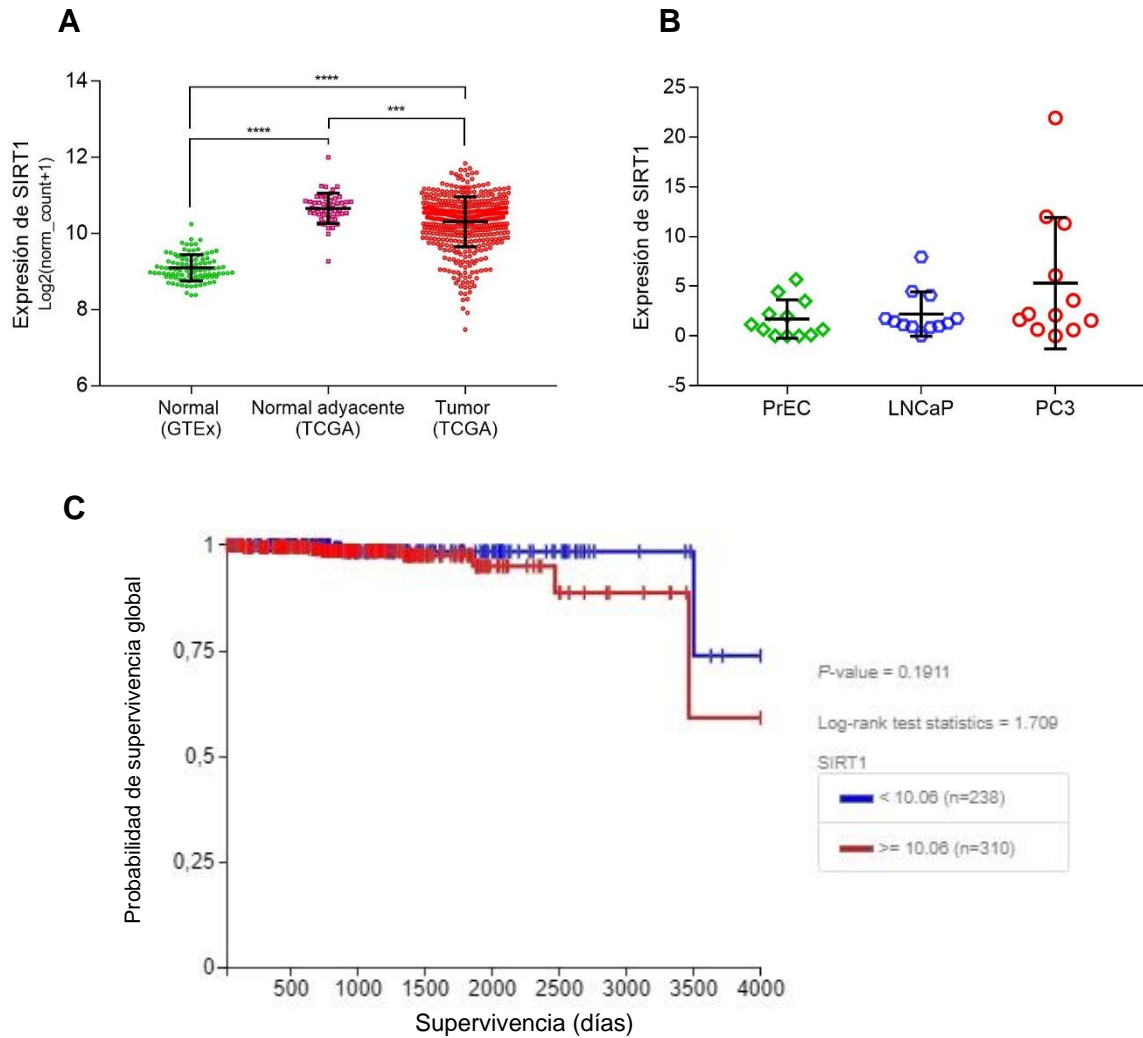 A
Expresión de SIRT1
Log2(norm_count+1)
14
12
10
8
6
****
****
***
Normal
(GTEx)
Normal adyacente
(TCGA)
Tumor
(TCGA)
B
Expresión de SIRT1
25
20
15
10
5
0
-5
PrEC
LNCaP
PC3
C
Probabilidad de supervivencia global
1
0,75
0,5
0,25
0
500 1000 1500 2000 2500 3000 3500 4000
Supervivencia (días)
P-value = 0.1911
Log-rank test statistics = 1.709
SIRT1
< 10.06 (n=238)
>= 10.06 (n=310)